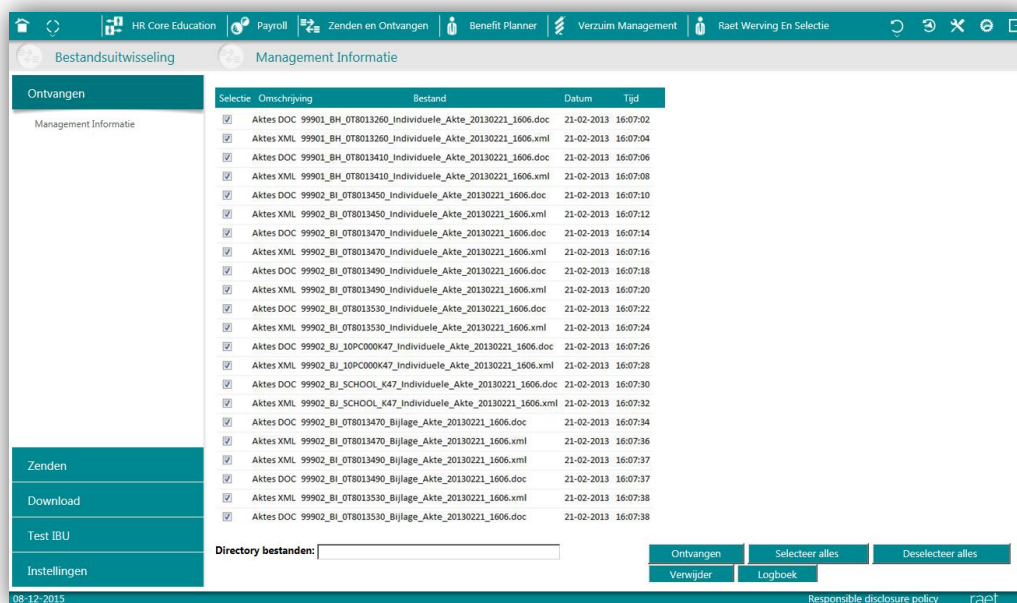 HR Core Education Payroll Zenden en Ontvangen Benefit Planner Verzuim Management Raet Werving En Selectie
Bestandsuitwisseling Management Informatie
Ontvangen
Management Informatie
Zenden
Download
Test IBU
Instellingen
Selectie Omschrijving Bestand Datum Tijd
Aktes DOC 99901_BH_0T8013260_Individuele_Akte_20130221_1606.doc 21-02-2013 16:07:02
Aktes XML 99901_BH_0T8013260_Individuele_Akte_20130221_1606.xml 21-02-2013 16:07:04
Aktes DOC 99901_BH_0T8013410_Individuele_Akte_20130221_1606.doc 21-02-2013 16:07:06
Aktes XML 99901_BH_0T8013410_Individuele_Akte_20130221_1606.xml 21-02-2013 16:07:08
Aktes DOC 99902_BI_0T8013450_Individuele_Akte_20130221_1606.doc 21-02-2013 16:07:10
Aktes XML 99902_BI_0T8013450_Individuele_Akte_20130221_1606.xml 21-02-2013 16:07:12
Aktes DOC 99902_BI_0T8013470_Individuele_Akte_20130221_1606.doc 21-02-2013 16:07:14
Aktes XML 99902_BI_0T8013470_Individuele_Akte_20130221_1606.xml 21-02-2013 16:07:16
Aktes DOC 99902_BI_0T8013490_Individuele_Akte_20130221_1606.doc 21-02-2013 16:07:18
Aktes XML 99902_BI_0T8013490_Individuele_Akte_20130221_1606.xml 21-02-2013 16:07:20
Aktes DOC 99902_BI_0T8013530_Individuele_Akte_20130221_1606.doc 21-02-2013 16:07:22
Aktes XML 99902_BI_0T8013530_Individuele_Akte_20130221_1606.xml 21-02-2013 16:07:24
Aktes DOC 99902_BJ_10PC000K47_Individuele_Akte_20130221_1606.doc 21-02-2013 16:07:26
Aktes XML 99902_BJ_10PC000K47_Individuele_Akte_20130221_1606.xml 21-02-2013 16:07:28
Aktes DOC 99902_BJ_SCHOOL_K47_Individuele_Akte_20130221_1606.doc 21-02-2013 16:07:30
Aktes XML 99902_BJ_SCHOOL_K47_Individuele_Akte_20130221_1606.xml 21-02-2013 16:07:32
Aktes DOC 99902_BI_0T8013470_Bijlage_Akte_20130221_1606.doc 21-02-2013 16:07:34
Aktes XML 99902_BI_0T8013470_Bijlage_Akte_20130221_1606.xml 21-02-2013 16:07:36
Aktes XML 99902_BI_0T8013490_Bijlage_Akte_20130221_1606.xml 21-02-2013 16:07:37
Aktes DOC 99902_BI_0T8013490_Bijlage_Akte_20130221_1606.doc 21-02-2013 16:07:37
Aktes XML 99902_BI_0T8013530_Bijlage_Akte_20130221_1606.xml 21-02-2013 16:07:38
Aktes DOC 99902_BI_0T8013530_Bijlage_Akte_20130221_1606.doc 21-02-2013 16:07:38
Directory bestanden:
Ontvangen Selecteer alles Deselecteer alles
Verwijder Logboek
08-12-2015 Responsible disclosure policy raet